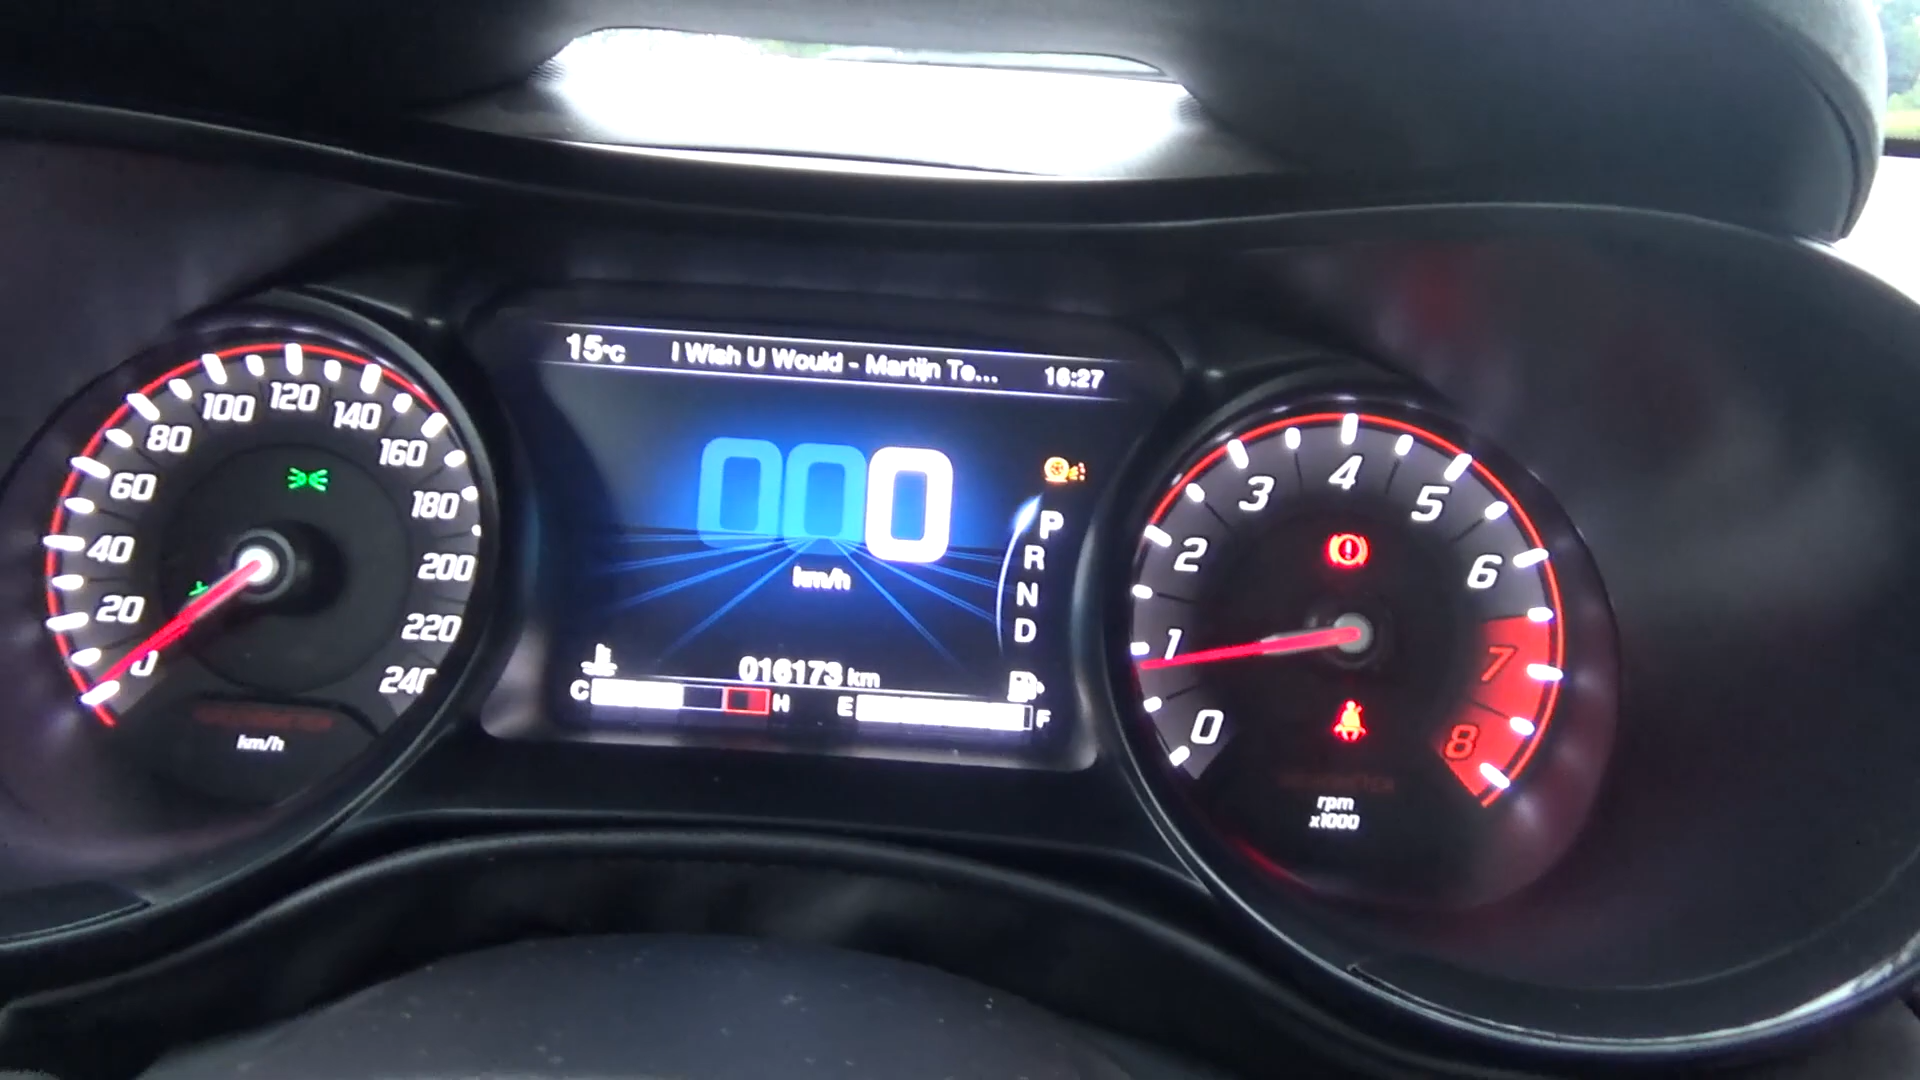 15°C I Wish U Would - Martijn Te... 16:27
0 20 40 60 80 100 120 140 160 180 200 220 240
km/h
000
km/h
P
R
N
D
016173 km
C H E F
0 1 2 3 4 5 6 7 8
rpm
x1000